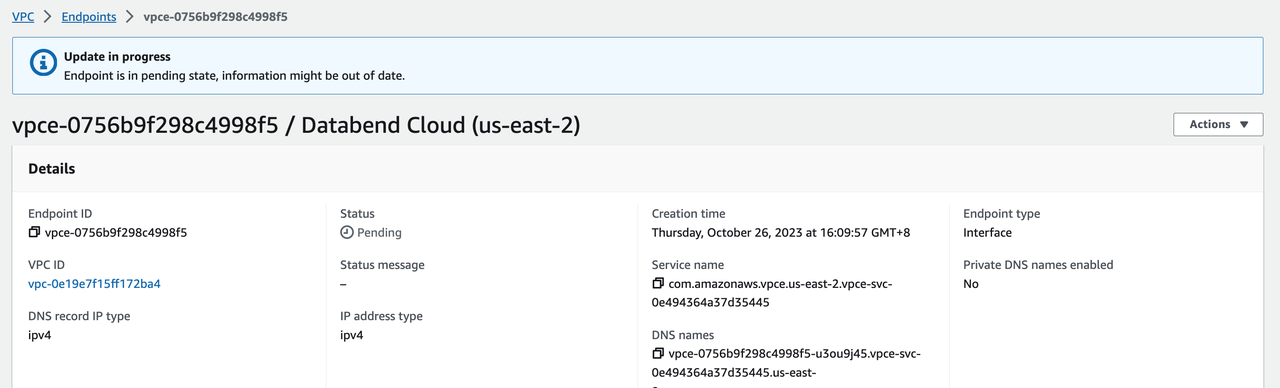 VPC > Endpoints > vpce-0756b9f298c4998f5
Update in progress
Endpoint is in pending state, information might be out of date.
vpce-0756b9f298c4998f5 / Databend Cloud (us-east-2)
Actions
Details
Endpoint ID
vpce-0756b9f298c4998f5
VPC ID
vpc-0e19e7f15ff172ba4
DNS record IP type
ipv4
Status
Pending
Status message
–
IP address type
ipv4
Creation time
Thursday, October 26, 2023 at 16:09:57 GMT+8
Service name
com.amazonaws.vpce.us-east-2.vpce-svc-
0e494364a37d35445
DNS names
vpce-0756b9f298c4998f5-u3ou9j45.vpce-svc-
0e494364a37d35445.us-east-
Endpoint type
Interface
Private DNS names enabled
No